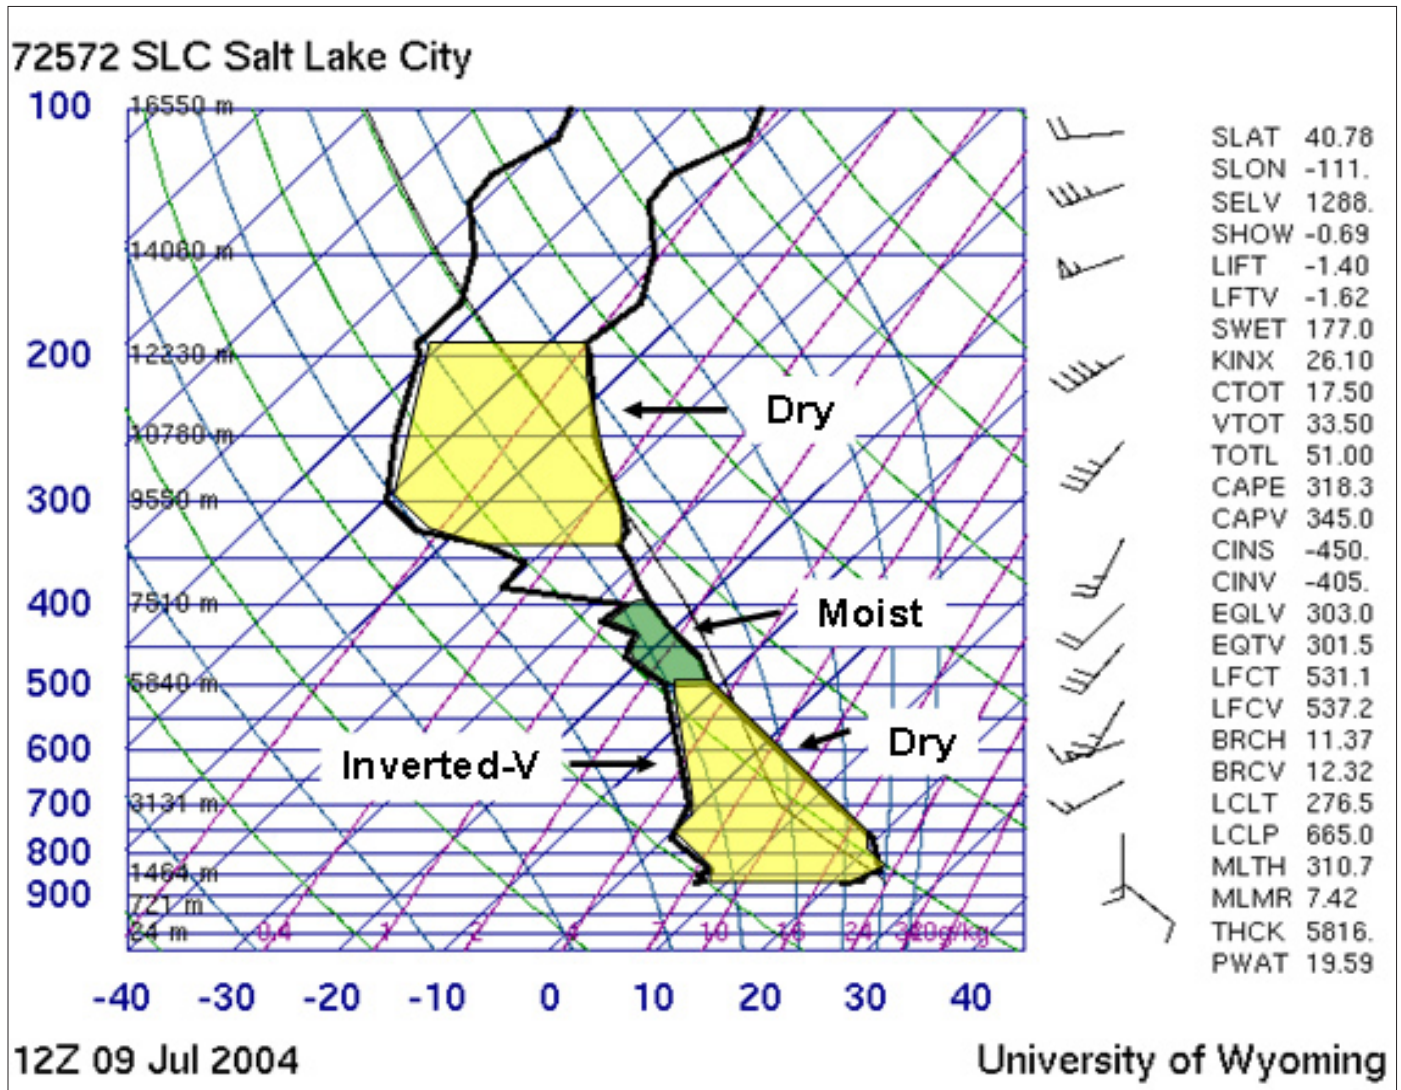 72572 SLC Salt Lake City
100
16550 m
14060 m
200
12230 m
10780 m
300
9550 m
400
7510 m
500
5840 m
600
700
3131 m
800
1464 m
900
721 m
24 m
0.4
1
2
4
7
10
16
24
32
40g/kg
-40
-30
-20
-10
0
10
20
30
40
Dry
Moist
Dry
Inverted-V
SLAT 40.78
SLON -111.
SELV 1288.
SHOW -0.69
LIFT -1.40
LFTV -1.62
SWET 177.0
KINX 26.10
CTOT 17.50
VTOT 33.50
TOTL 51.00
CAPE 318.3
CAPV 345.0
CINS -450.
CINV -405.
EQLV 303.0
EQTV 301.5
LFCT 531.1
LFCV 537.2
BRCH 11.37
BRCV 12.32
LCLT 276.5
LCLP 665.0
MLTH 310.7
MLMR 7.42
THCK 5816.
PWAT 19.59
12Z 09 Jul 2004
University of Wyoming